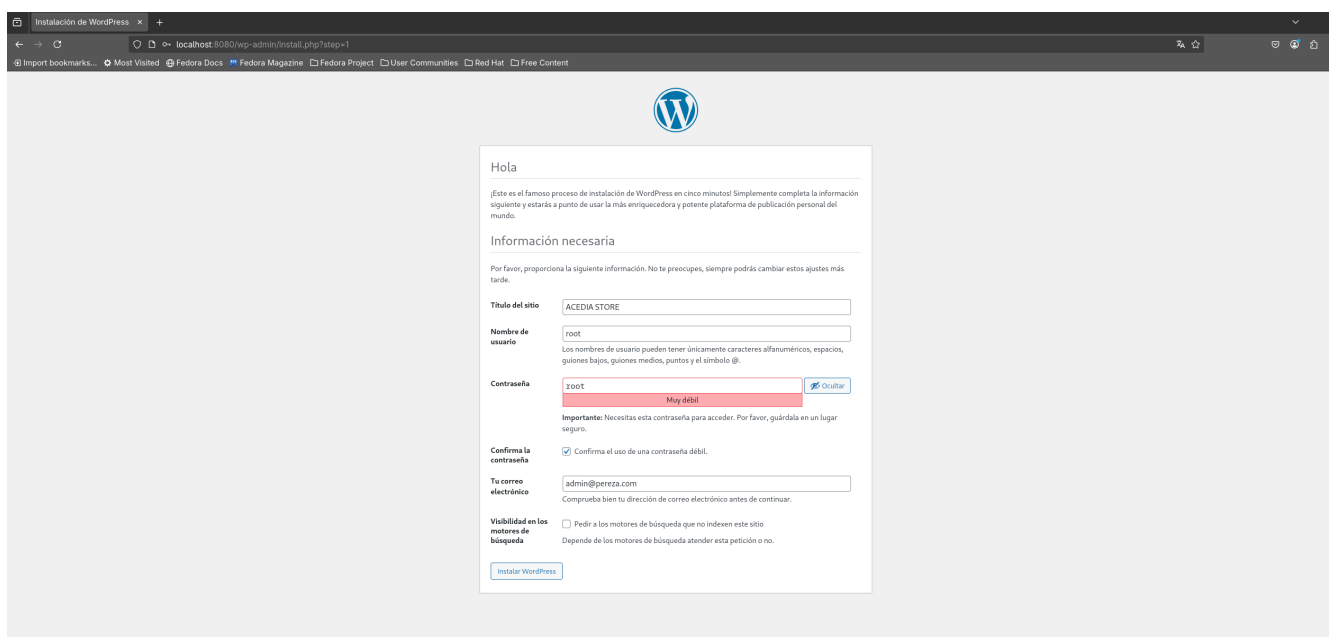 Instalación de WordPress × +
localhost:8080/wp-admin/install.php?step=1
Import bookmarks... Most Visited Fedora Docs Fedora Magazine Fedora Project User Communities Red Hat Free Content
Hola
¡Este es el famoso proceso de instalación de WordPress en cinco minutos! Simplemente completa la información
siguiente y estarás a punto de usar la más enriquecedora y potente plataforma de publicación personal del
mundo.
Información necesaria
Por favor, proporciona la siguiente información. No te preocupes, siempre podrás cambiar estos ajustes más
tarde.
Título del sitio ACEDIA STORE
Nombre de
usuario
root
Los nombres de usuario pueden tener únicamente caracteres alfanuméricos, espacios,
guiones bajos, guiones medios, puntos y el símbolo @.
Contraseña root Ocultar
Muy débil
Importante: Necesitas esta contraseña para acceder. Por favor, guárdala en un lugar
seguro.
Confirma la
contraseña
Confirma el uso de una contraseña débil.
Tu correo
electrónico
admin@pereza.com
Comprueba bien tu dirección de correo electrónico antes de continuar.
Visibilidad en los
motores de
búsqueda
Pedir a los motores de búsqueda que no indexen este sitio
Depende de los motores de búsqueda atender esta petición o no.
Instalar WordPress